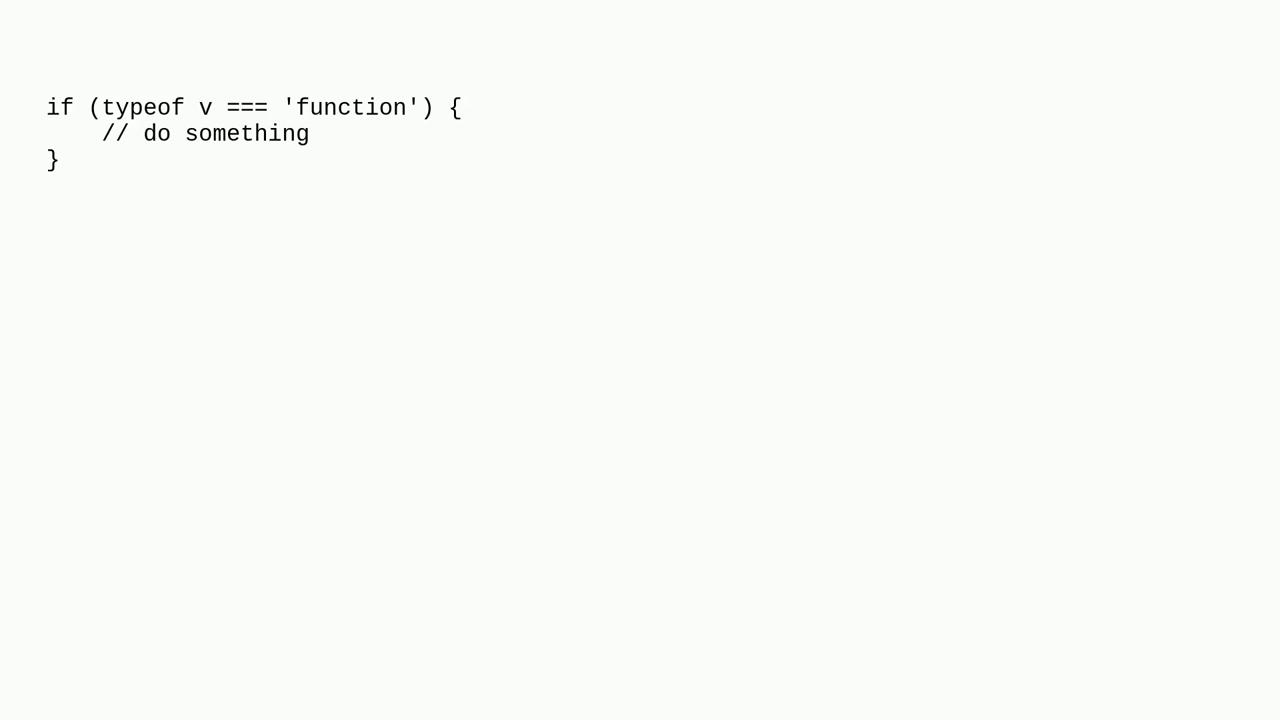 if (typeof v === 'function') {
    // do something
}